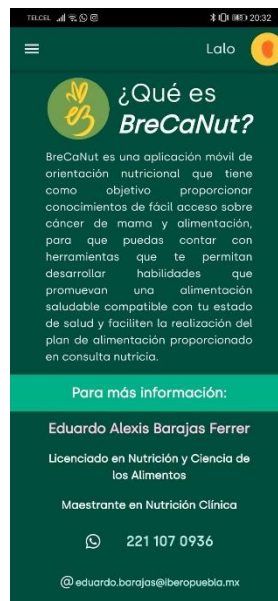 TELCEL
20:32
Lalo
¿Qué es
BreCaNut?
BreCaNut es una aplicación móvil de
orientación nutricional que tiene
como objetivo proporcionar
conocimientos de fácil acceso sobre
cáncer de mama y alimentación,
para que puedas contar con
herramientas que te permitan
desarrollar habilidades que
promuevan una alimentación
saludable compatible con tu estado
de salud y faciliten la realización del
plan de alimentación proporcionado
en consulta nutricia.
Para más información:
Eduardo Alexis Barajas Ferrer
Licenciado en Nutrición y Ciencia de
los Alimentos
Maestrante en Nutrición Clínica
221 107 0936
@ eduardo.barajas@iberopuebla.mx